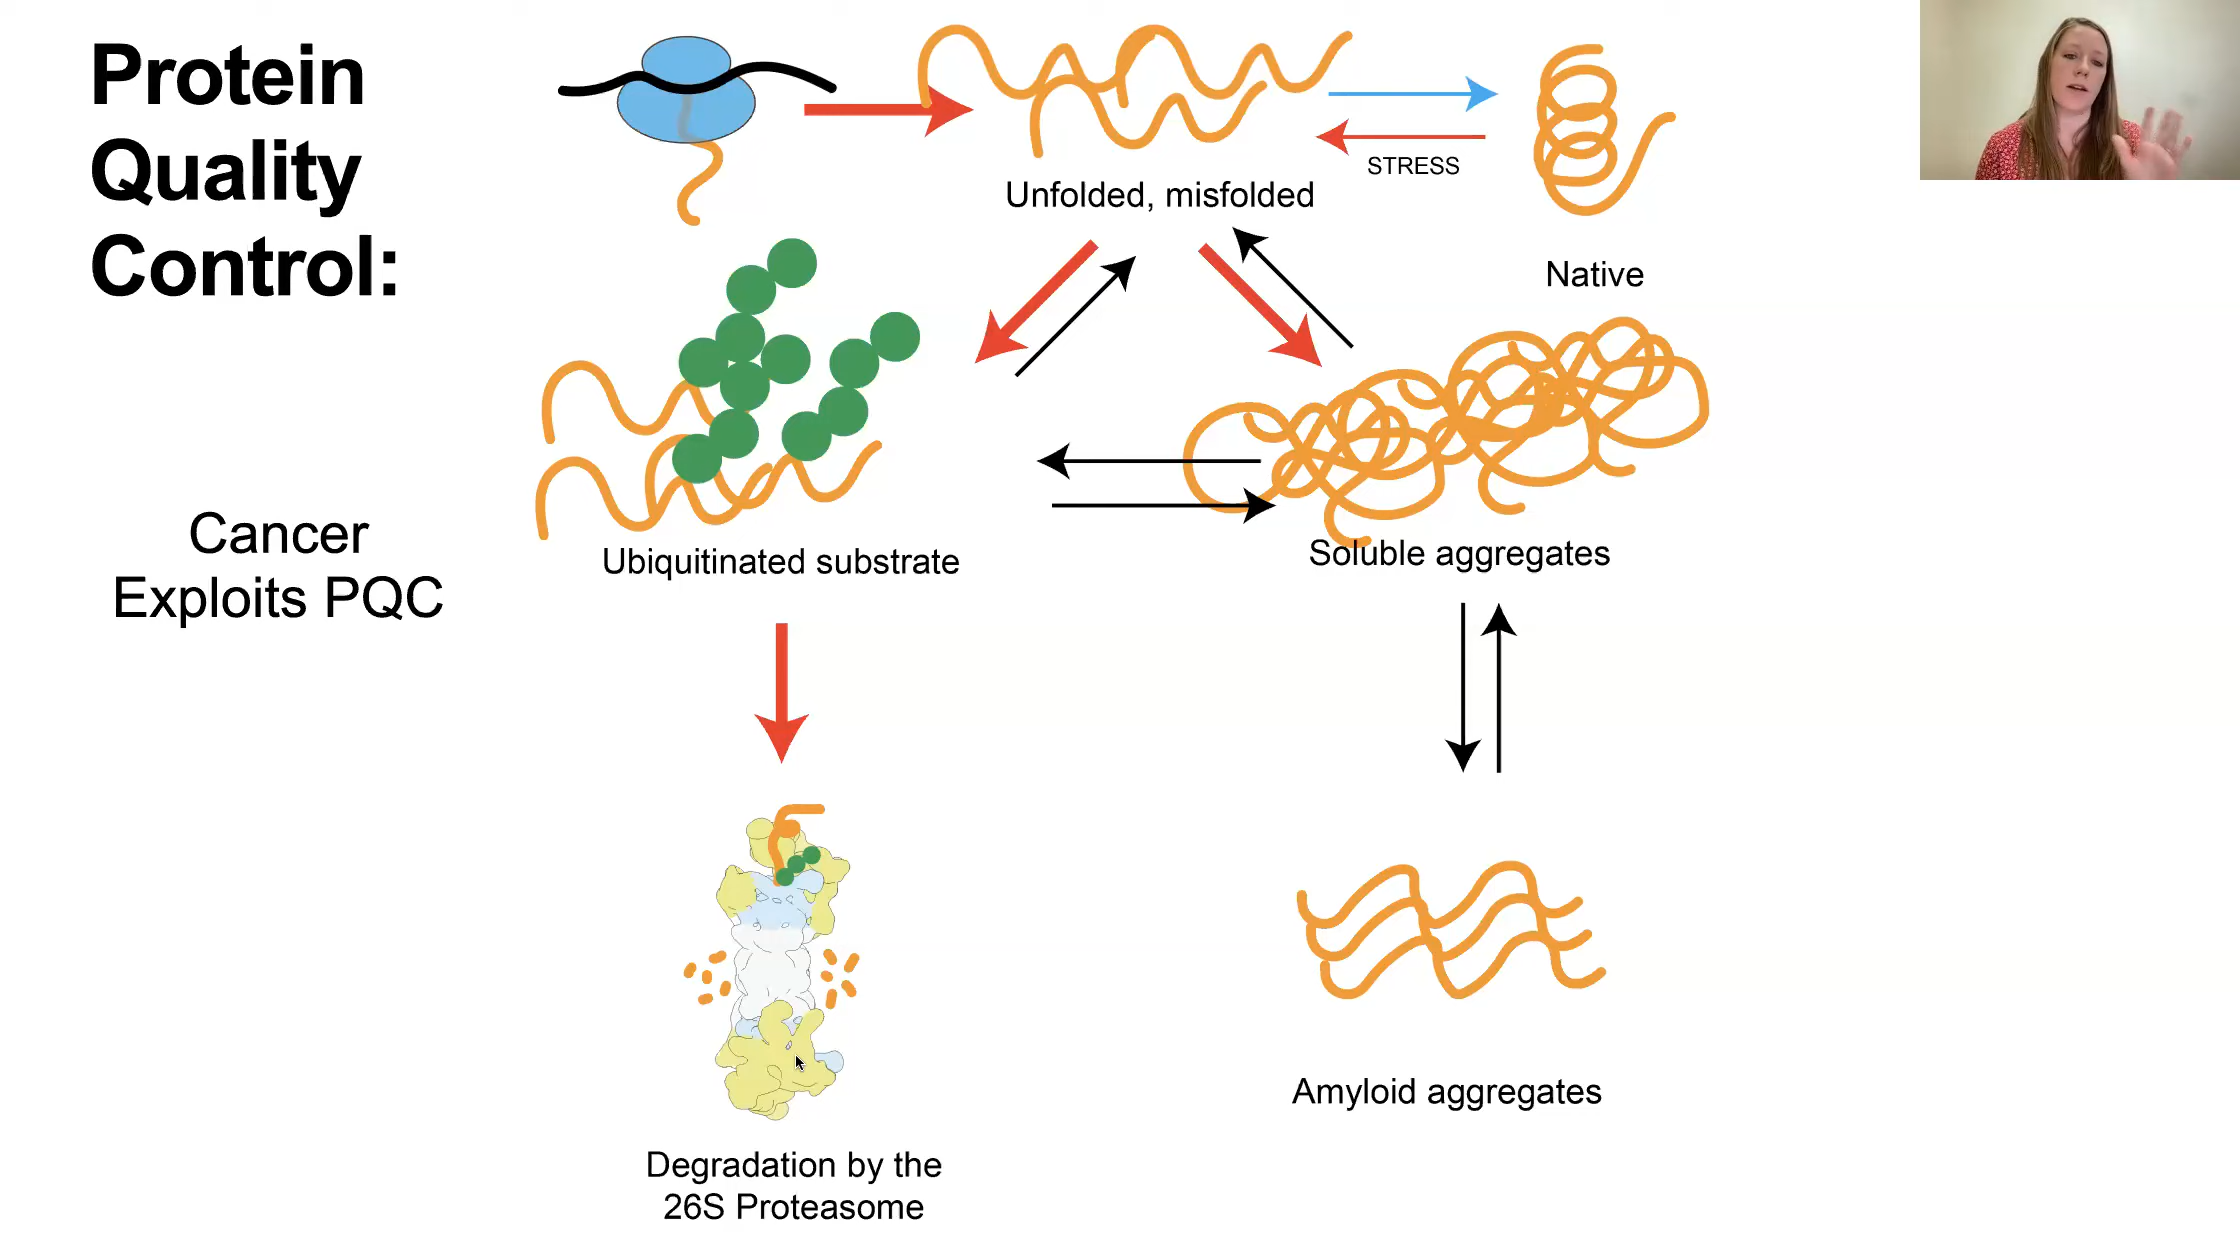 Protein
Quality
Control:
STRESS
Unfolded, misfolded
Native
Cancer
Exploits PQC
Ubiquitinated substrate
Soluble aggregates
Amyloid aggregates
Degradation by the
26S Proteasome